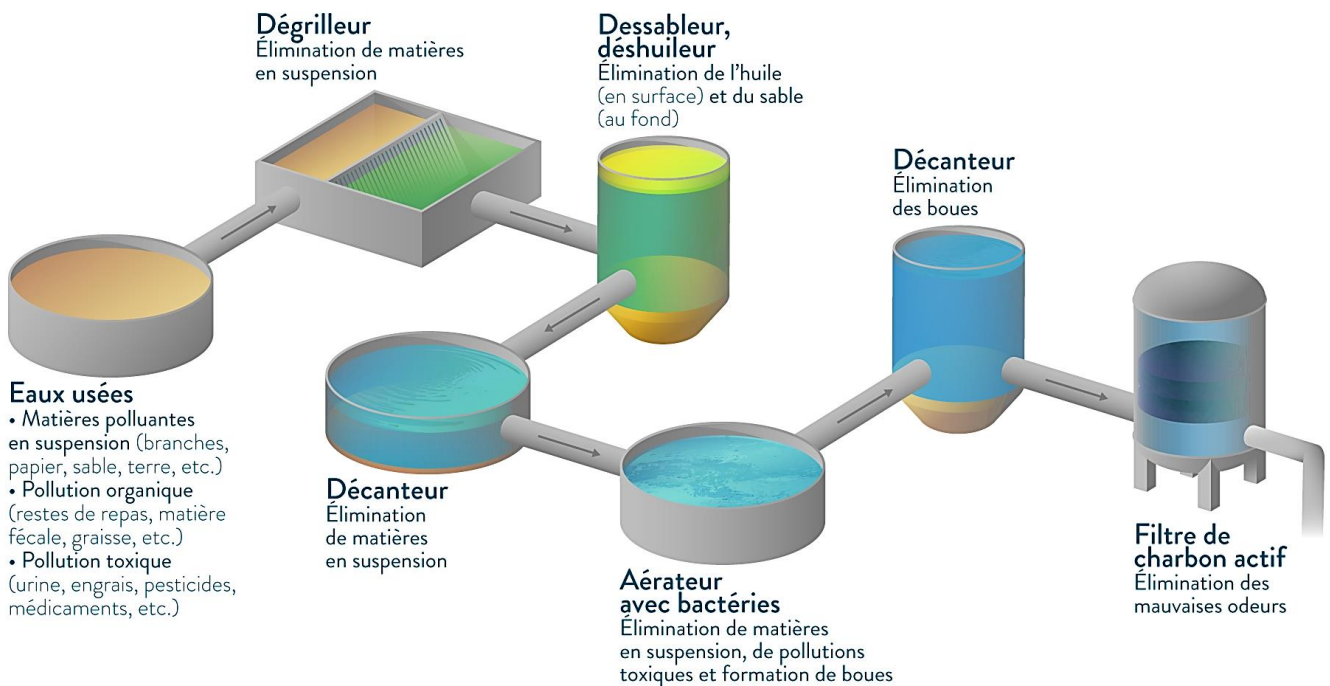 Dégrilleur
Élimination de matières
en suspension
Dessableur,
déshuileur
Élimination de l'huile
(en surface) et du sable
(au fond)
Décanteur
Élimination
des boues
Eaux usées
• Matières polluantes
en suspension (branches,
papier, sable, terre, etc.)
• Pollution organique
(restes de repas, matière
fécale, graisse, etc.)
• Pollution toxique
(urine, engrais, pesticides,
médicaments, etc.)
Décanteur
Élimination
de matières
en suspension
Aérateur
avec bactéries
Élimination de matières
en suspension, de pollutions
toxiques et formation de boues
Filtre de
charbon actif
Élimination des
mauvaises odeurs